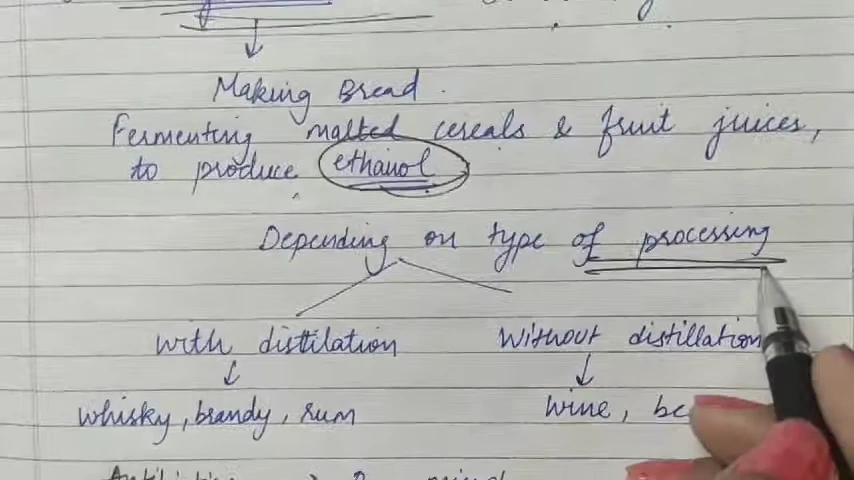 Making Bread.
Fermenting malted cereals & fruit juices,
to produce ethanol
Depending on type of processing
with distilation Without distillation
whisky, brandy, rum wine,